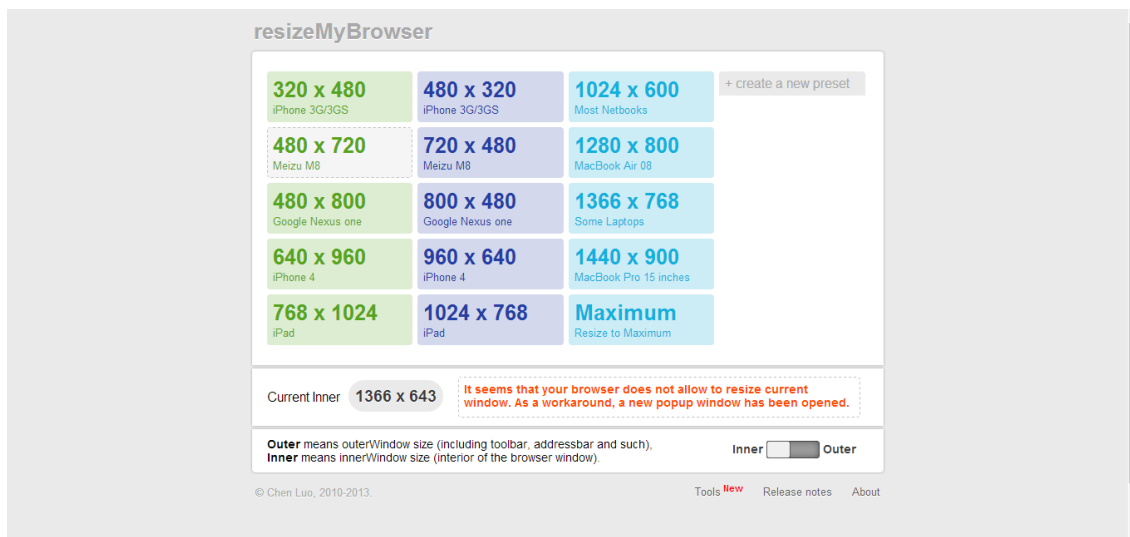 resizeMyBrowser
320 x 480
iPhone 3G/3GS
480 x 320
iPhone 3G/3GS
1024 x 600
Most Netbooks
+ create a new preset
480 x 720
Meizu M8
720 x 480
Meizu M8
1280 x 800
MacBook Air 08
480 x 800
Google Nexus one
800 x 480
Google Nexus one
1366 x 768
Some Laptops
640 x 960
iPhone 4
960 x 640
iPhone 4
1440 x 900
MacBook Pro 15 inches
768 x 1024
iPad
1024 x 768
iPad
Maximum
Resize to Maximum
Current Inner 1366 x 643
It seems that your browser does not allow to resize current
window. As a workaround, a new popup window has been opened.
Outer means outerWindow size (including toolbar, addressbar and such),
Inner means innerWindow size (interior of the browser window).
Inner Outer
© Chen Luo, 2010-2013.
Tools New Release notes About